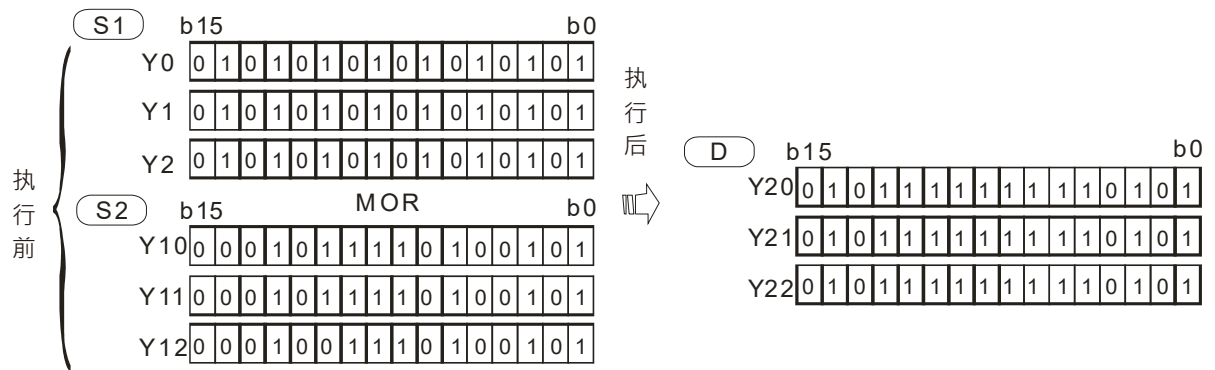 S1 b15 b0
Y0 0 1 0 1 0 1 0 1 0 1 0 1 0 1 0 1
Y1 0 1 0 1 0 1 0 1 0 1 0 1 0 1 0 1
Y2 0 1 0 1 0 1 0 1 0 1 0 1 0 1 0 1
执行前
S2 b15 MOR b0
Y10 0 0 0 1 0 1 1 1 1 0 1 0 0 1 0 1
Y11 0 0 0 1 0 1 1 1 1 0 1 0 0 1 0 1
Y12 0 0 0 1 0 0 1 1 1 0 1 0 0 1 0 1
执行后
D b15 b0
Y20 0 1 0 1 1 1 1 1 1 1 1 1 0 1 0 1
Y21 0 1 0 1 1 1 1 1 1 1 1 1 0 1 0 1
Y22 0 1 0 1 1 1 1 1 1 1 1 1 0 1 0 1